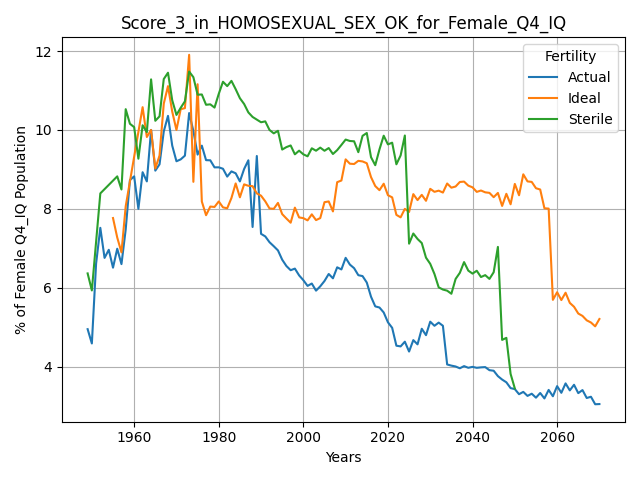 Score_3_in_HOMOSEXUAL_SEX_OK_for_Female_Q4_IQ
Fertility
Actual
Ideal
Sterile
% of Female Q4_IQ Population
12
10
8
6
4
1960 1980 2000 2020 2040 2060
Years